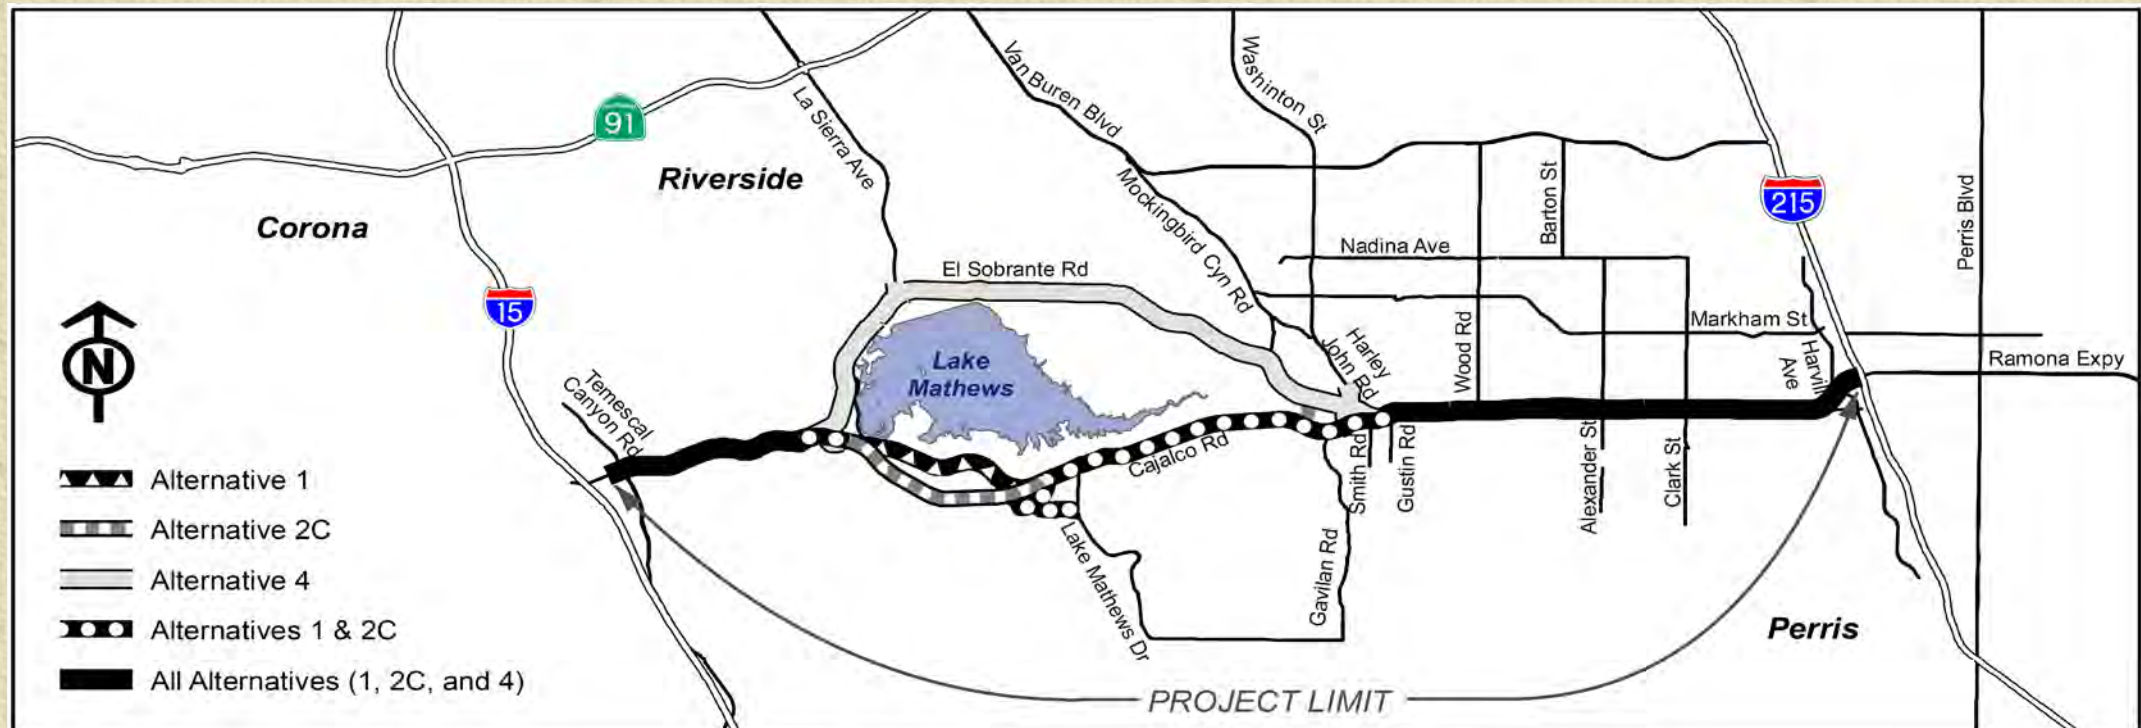 91
Riverside
Corona
15
La Sierra Ave
Van Buren Blvd
Washinton St
Mockingbird Cyn Rd
El Sobrante Rd
Nadina Ave
Barton St
215
Perris Blvd
Markham St
Harvill
Ave
Ramona Expy
Wood Rd
Harley
John Rd
Lake
Mathews
N
Temescal
Canyon Rd
Cajalco Rd
Smith Rd
Gustin Rd
Alexander St
Clark St
Lake Mathews Dr
Gavilan Rd
Perris
PROJECT LIMIT
Alternative 1
Alternative 2C
Alternative 4
Alternatives 1 & 2C
All Alternatives (1, 2C, and 4)